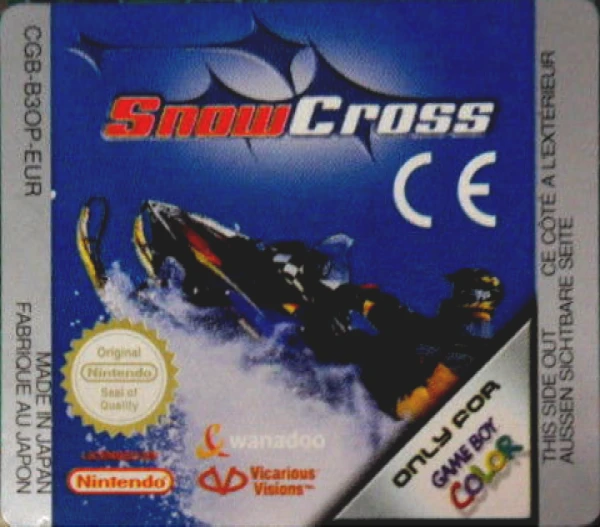 CGB-B3OP-EUR
MADE IN JAPAN
FABRIQUE AU JAPON
SnowCross
CE
Original
Nintendo
Seal of
Quality
LICENSED BY
Nintendo
wanadoo
Vicarious
Visions™
ONLY FOR
GAME BOY
COLOR
THIS SIDE OUT CE CÔTÉ A L'EXTÉRIEUR
AUSSEN SICHTBARE SEITE